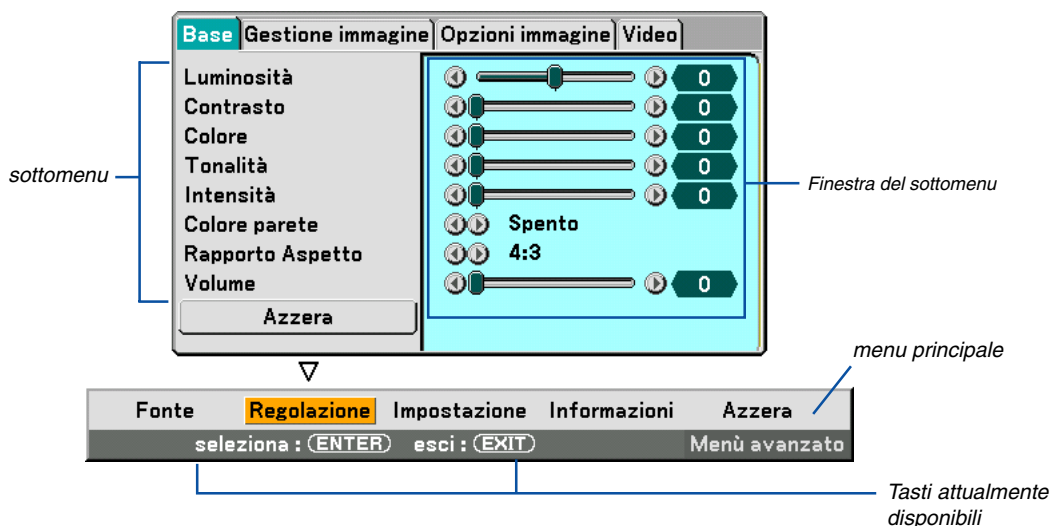 Base Gestione immagine Opzioni immagine Video
Luminosità 0
Contrasto 0
Colore 0
Tonalità 0
sottomenu
Intensità 0
Finestra del sottomenu
Colore parete Spento
Rapporto Aspetto 4:3
Volume 0
Azzera
menu principale
Fonte Regolazione Impostazione Informazioni Azzera
seleziona : ENTER esci : EXIT Menù avanzato
Tasti attualmente
disponibili